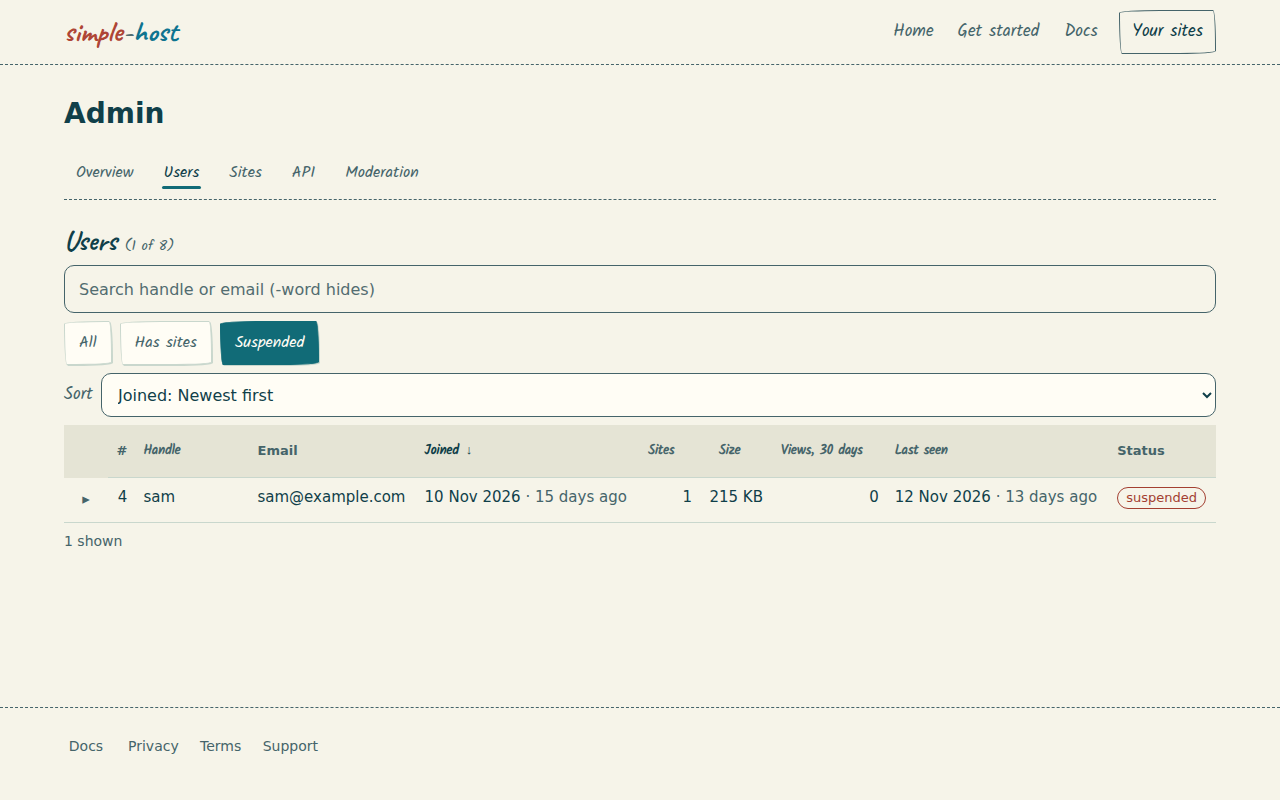 simple-host Home Get started Docs Your sites
Admin
Overview Users Sites API Moderation
Users (1 of 8)
Search handle or email (-word hides)
All Has sites Suspended
Sort Joined: Newest first
# Handle Email Joined ↓ Sites Size Views, 30 days Last seen Status
▸ 4 sam sam@example.com 10 Nov 2026 · 15 days ago 1 215 KB 0 12 Nov 2026 · 13 days ago suspended
1 shown
Docs Privacy Terms Support